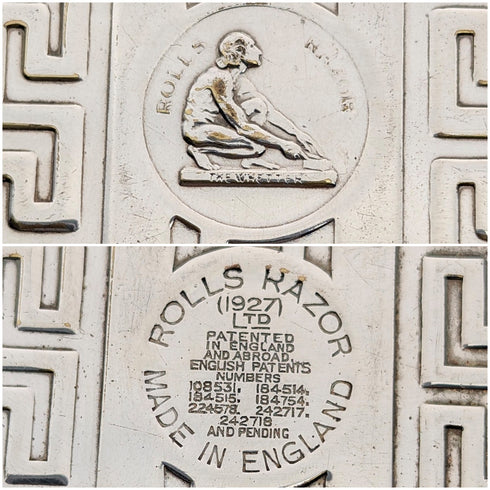 ROLLS RAZOR
THE WHETTER
ROLLS RAZOR
(1927)
LTD
PATENTED
IN ENGLAND
AND ABROAD.
ENGLISH PATENTS
NUMBERS
108531. 184514.
184515. 184754.
224578. 242717.
242718
AND PENDING
MADE IN ENGLAND